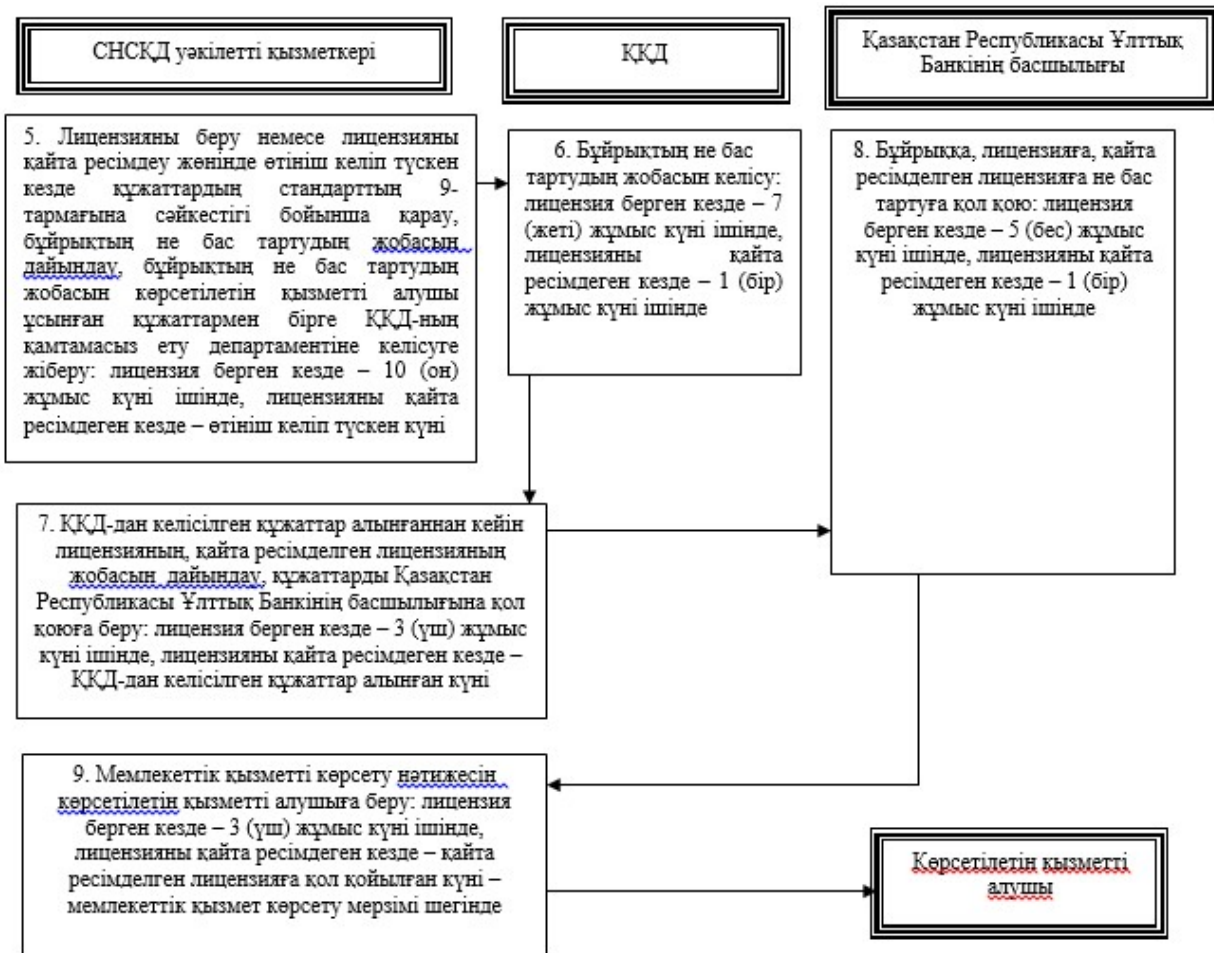 СНСҚД уәкілетті қызметкері
ҚҚД
Қазақстан Республикасы Ұлттық
Банкінің басшылығы
5. Лицензияны беру немесе лицензияны
қайта ресімдеу жөнінде өтініш келіп түскен
кезде құжаттардың стандарттың 9-
тармағына сәйкестігі бойынша қарау,
бұйрықтың не бас тартудың жобасын
дайындау, бұйрықтың не бас тартудың
жобасын көрсетілетін қызметті алушы
ұсынған құжаттармен бірге ҚҚД-ның
қамтамасыз ету департаментіне келісуге
жіберу: лицензия берген кезде – 10 (он)
жұмыс күні ішінде, лицензияны қайта
ресімдеген кезде – өтініш келіп түскен күні
6. Бұйрықтың не бас
тартудың жобасын келісу:
лицензия берген кезде – 7
(жеті) жұмыс күні ішінде,
лицензияны қайта
ресімдеген кезде – 1 (бір)
жұмыс күні ішінде
8. Бұйрыққа, лицензияға, қайта
ресімделген лицензияға не бас
тартуға қол қою: лицензия
берген кезде – 5 (бес) жұмыс
күні ішінде, лицензияны қайта
ресімдеген кезде – 1 (бір)
жұмыс күні ішінде
7. ҚҚД-дан келісілген құжаттар алынғаннан кейін
лицензияның, қайта ресімделген лицензияның
жобасын дайындау, құжаттарды Қазақстан
Республикасы Ұлттық Банкінің басшылығына қол
қоюға беру: лицензия берген кезде – 3 (үш) жұмыс
күні ішінде, лицензияны қайта ресімдеген кезде –
ҚҚД-дан келісілген құжаттар алынған күні
9. Мемлекеттік қызметті көрсету нәтижесін
көрсетілетін қызметті алушыға беру: лицензия
берген кезде – 3 (үш) жұмыс күні ішінде,
лицензияны қайта ресімдеген кезде – қайта
ресімделген лицензияға қол қойылған күні –
мемлекеттік қызмет көрсету мерзімі шегінде
Көрсетілетін қызметті
алушы